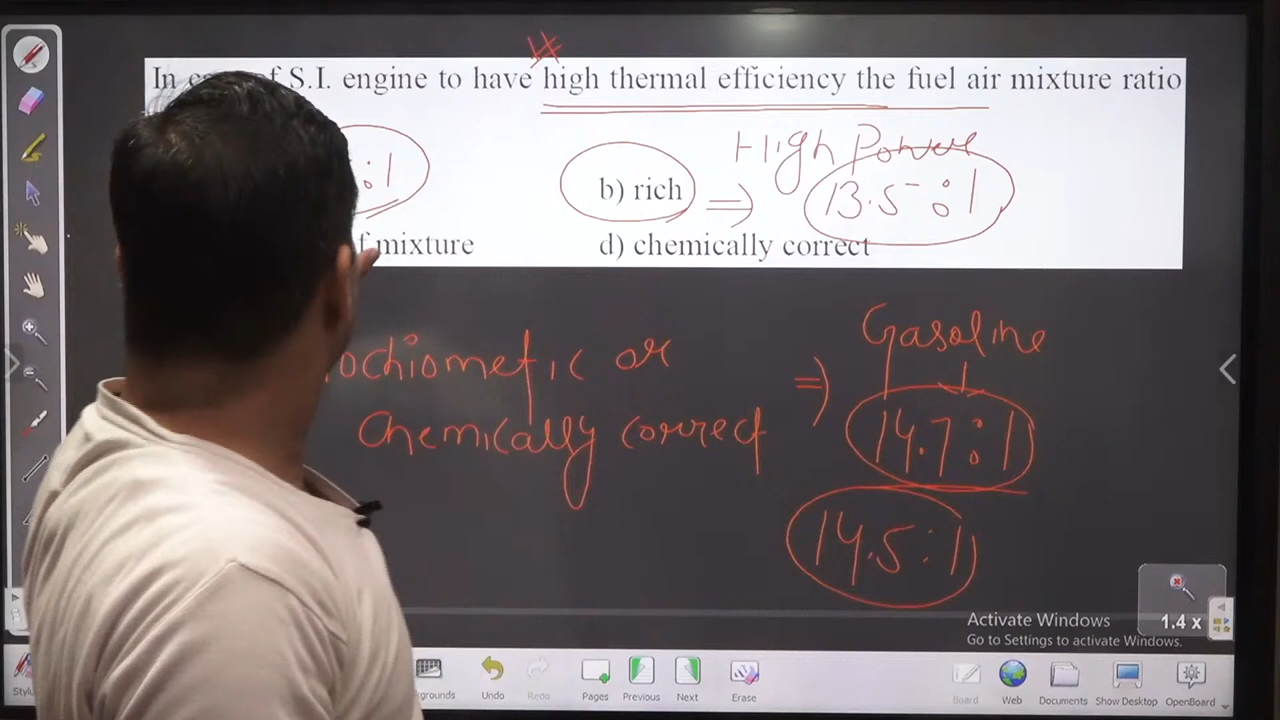 In of S.I. engine to have high thermal efficiency the fuel air mixture ratio
High Power
:1
b) rich
=> 13.5:1
mixture
d) chemically correct
Gasoline
ochiometic or
=>
Chemically correct
14.7:1
14.5:1
Activate Windows
1.4 x
Go to Settings to activate Windows.
Undo
Redo
Pages
Previous
Next
Erase
Board
Web
Documents
Show Desktop
OpenBoard